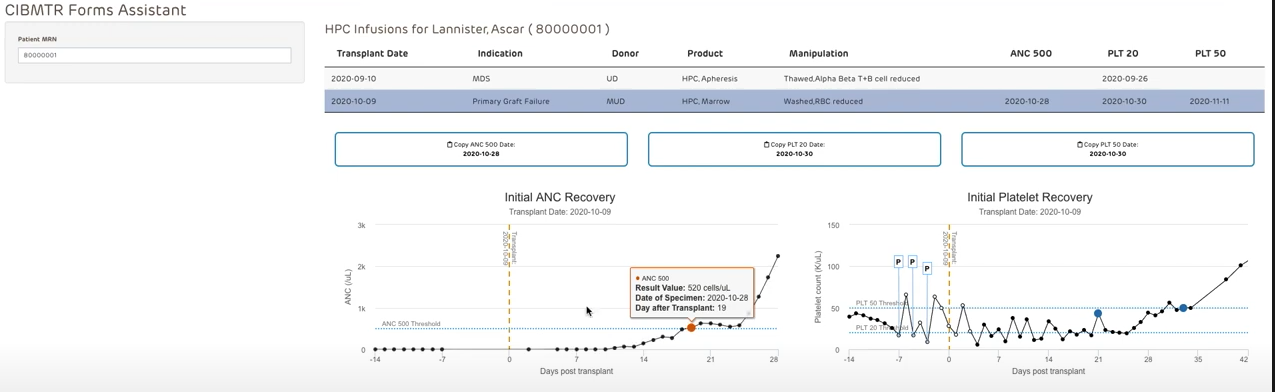 CIBMTR Forms Assistant
Patient MRN
80000001
HPC Infusions for Lannister, Ascar ( 80000001 )
Transplant Date Indication Donor Product Manipulation ANC 500 PLT 20 PLT 50
2020-09-10 MDS UD HPC, Apheresis Thawed,Alpha Beta T+B cell reduced 2020-09-26
2020-10-09 Primary Graft Failure MUD HPC, Marrow Washed,RBC reduced 2020-10-28 2020-10-30 2020-11-11
Copy ANC 500 Date:
2020-10-28
Copy PLT 20 Date:
2020-10-30
Copy PLT 50 Date:
2020-10-30
Initial ANC Recovery
Transplant Date: 2020-10-09
ANC (/uL)
3k
2k
1k
0
Transplant:
2020-10-09
ANC 500 Threshold
ANC 500
Result Value: 520 cells/uL
Date of Specimen: 2020-10-28
Day after Transplant: 19
-14 -7 0 7 14 21 28
Days post transplant
Initial Platelet Recovery
Transplant Date: 2020-10-09
Platelet count (K/uL)
150
100
50
0
P P P
Transplant:
2020-10-09
PLT 50 Threshold
PLT 20 Threshold
-14 -7 0 7 14 21 28 35 42
Days post transplant